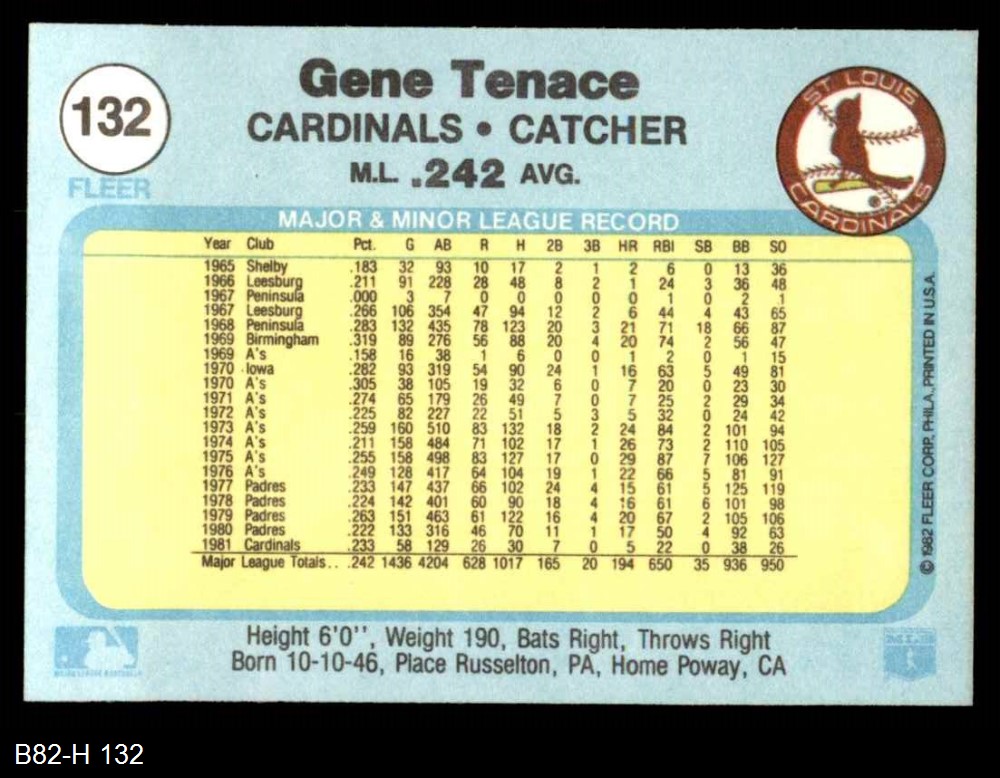 132
FLEER
Gene Tenace
CARDINALS • CATCHER
M.L. .242 AVG.
ST LOUIS
CARDINALS
MAJOR & MINOR LEAGUE RECORD
Year Club Pct. G AB R H 2B 3B HR RBI SB BB SO
1965 Shelby .183 32 93 10 17 2 1 2 6 0 13 36
1966 Leesburg .211 91 228 28 48 8 2 1 24 3 36 48
1967 Peninsula .000 3 7 0 0 0 0 0 1 0 2 1
1967 Leesburg .266 106 354 47 94 12 2 6 44 4 43 65
1968 Peninsula .283 132 435 78 123 20 3 21 71 18 66 87
1969 Birmingham .319 89 276 56 88 20 4 20 74 2 56 47
1969 A's .158 16 38 1 6 0 0 1 2 0 1 15
1970 Iowa .282 93 319 54 90 24 1 16 63 5 49 81
1970 A's .305 38 105 19 32 6 0 7 20 0 23 30
1971 A's .274 65 179 26 49 7 0 7 25 2 29 34
1972 A's .225 82 227 22 51 5 3 5 32 0 24 42
1973 A's .259 160 510 83 132 18 2 24 84 2 101 94
1974 A's .211 158 484 71 102 17 1 26 73 2 110 105
1975 A's .255 158 498 83 127 17 0 29 87 7 106 127
1976 A's .249 128 417 64 104 19 1 22 66 5 81 91
1977 Padres .233 147 437 66 102 24 4 15 61 5 125 119
1978 Padres .224 142 401 60 90 18 4 16 61 6 101 98
1979 Padres .263 151 463 61 122 16 4 20 67 2 105 106
1980 Padres .222 133 316 46 70 11 1 17 50 4 92 63
1981 Cardinals .233 58 129 26 30 7 0 5 22 0 38 26
Major League Totals.. .242 1436 4204 628 1017 165 20 194 650 35 936 950
© 1982 FLEER CORP. PHILA., PRINTED IN U.S.A.
Height 6'0'', Weight 190, Bats Right, Throws Right
Born 10-10-46, Place Russelton, PA, Home Poway, CA
B82-H 132